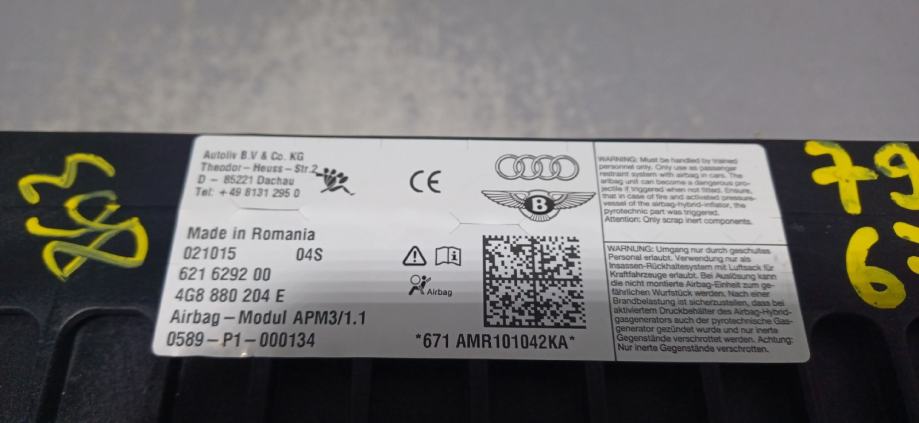 863
Autoliv B.V & Co. KG
Theodor-Heuss-Str.2
D - 85221 Dachau
Tel: +49 8131 295 0
CE
B
Made in Romania
021015 04S
621 6292 00
4G8 880 204 E
Airbag-Modul APM3/1.1
0589-P1-000134
Airbag
*671 AMR101042KA*
WARNING: Must be handled by trained
personnel only. Only use as passenger
restraint system with airbag in cars. The
airbag unit can become a dangerous pro-
jectile if triggered when not fitted. Ensure,
that in case of fire and activated pressure-
vessel of the airbag-hybrid-inflator, the
pyrotechnic part was triggered.
Attention: Only scrap inert components.
WARNUNG: Umgang nur durch geschultes
Personal erlaubt. Verwendung nur als
Insassen-Rückhaltesystem mit Luftsack für
Kraftfahrzeuge erlaubt. Bei Auslösung kann
die nicht montierte Airbag-Einheit zum ge-
fährlichen Wurfstück werden. Nach einer
Brandbelastung ist sicherzustellen, dass bei
aktiviertem Druckbehälter des Airbag-Hybrid-
gasgenerators auch der pyrotechnische Gas-
generator gezündet wurde und nur inerte
Gegenstände verschrottet werden. Achtung:
Nur inerte Gegenstände verschrotten.
79
6